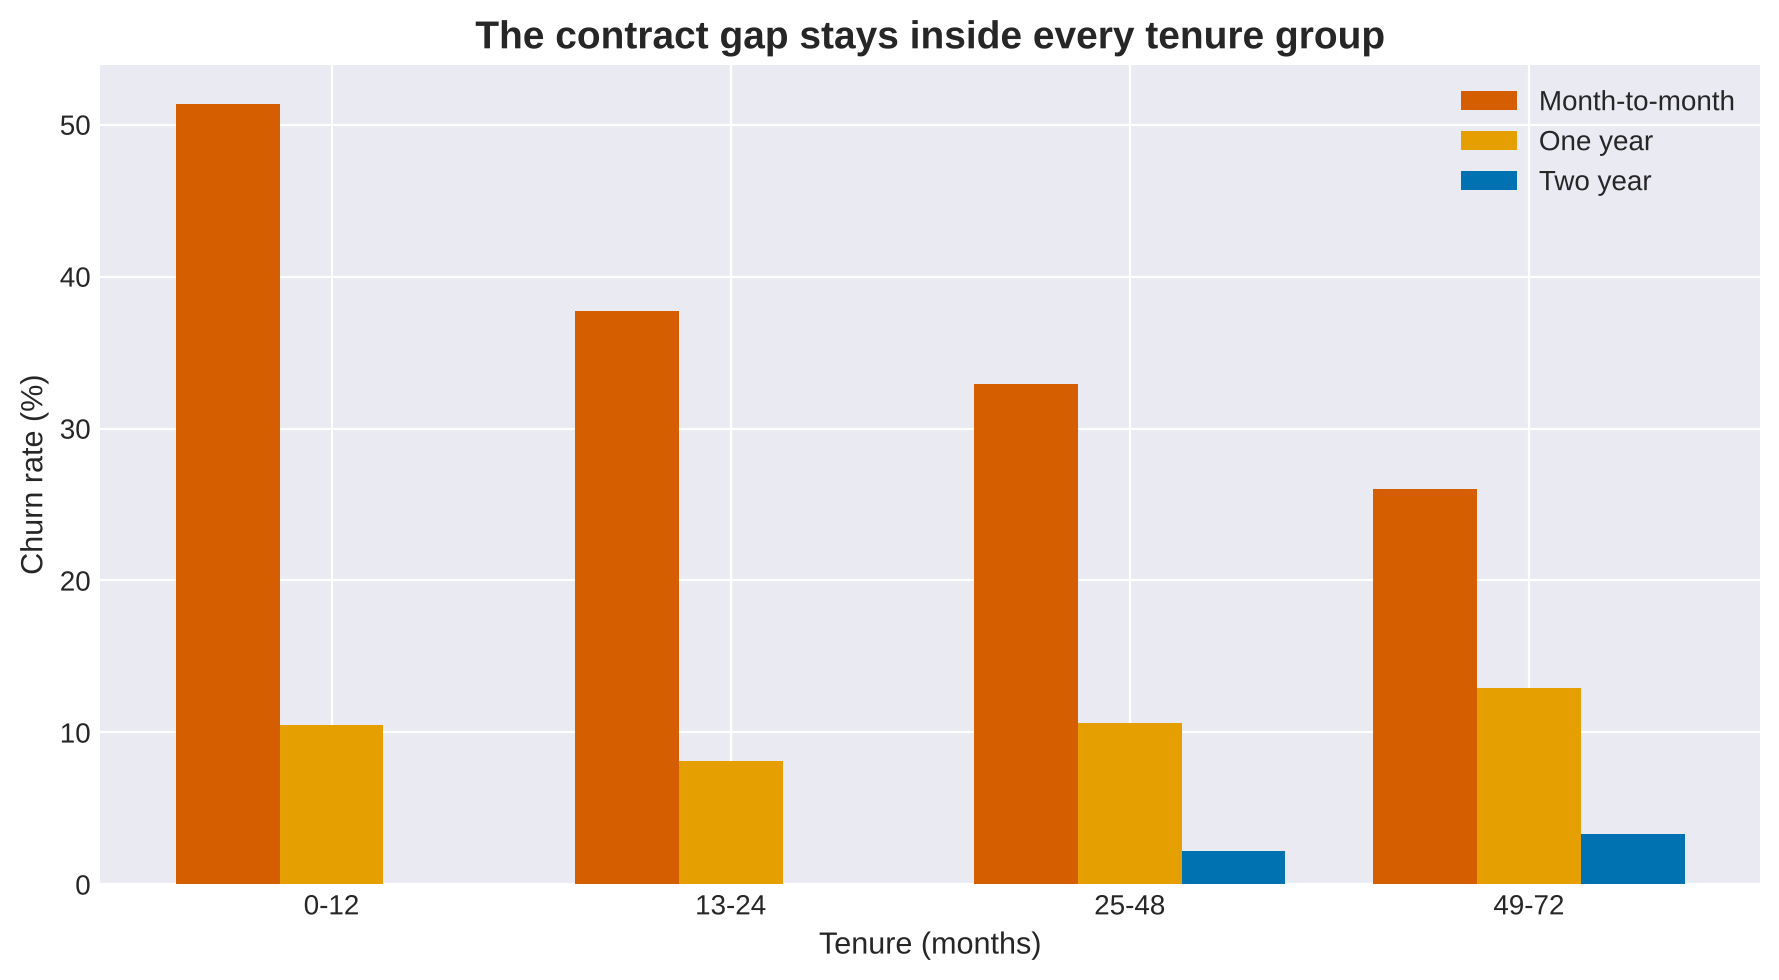 The contract gap stays inside every tenure group
Month-to-month
One year
Two year
Churn rate (%)
50
40
30
20
10
0
0-12
13-24
25-48
49-72
Tenure (months)